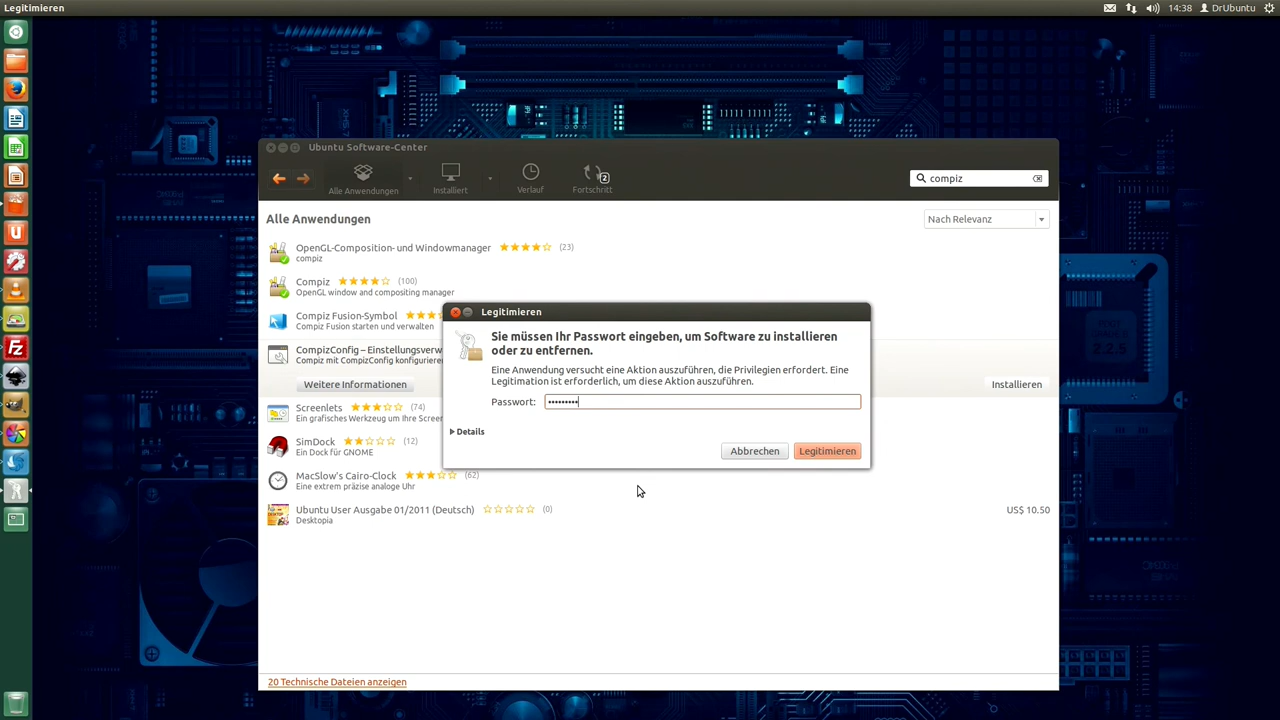 Legitimieren
14:38 DrUbuntu
Ubuntu Software-Center
Alle Anwendungen Installiert Verlauf Fortschritt
2
compiz
Alle Anwendungen
Nach Relevanz
OpenGL-Composition- und Windowmanager (23)
compiz
Compiz (100)
OpenGL window and compositing manager
Compiz Fusion-Symbol
Compiz Fusion starten und verwalten
CompizConfig – Einstellungsverw
Compiz mit CompizConfig konfigurieren
Weitere Informationen
Installieren
Screenlets (74)
Ein grafisches Werkzeug um Ihre Screen
SimDock (12)
Ein Dock für GNOME
MacSlow's Cairo-Clock (62)
Eine extrem präzise analoge Uhr
Ubuntu User Ausgabe 01/2011 (Deutsch) (0)
US$ 10.50
Desktopia
20 Technische Dateien anzeigen
Legitimieren
Sie müssen Ihr Passwort eingeben, um Software zu installieren
oder zu entfernen.
Eine Anwendung versucht eine Aktion auszuführen, die Privilegien erfordert. Eine
Legitimation ist erforderlich, um diese Aktion auszuführen.
Passwort: •••••••••
Details
Abbrechen
Legitimieren
2.2.5